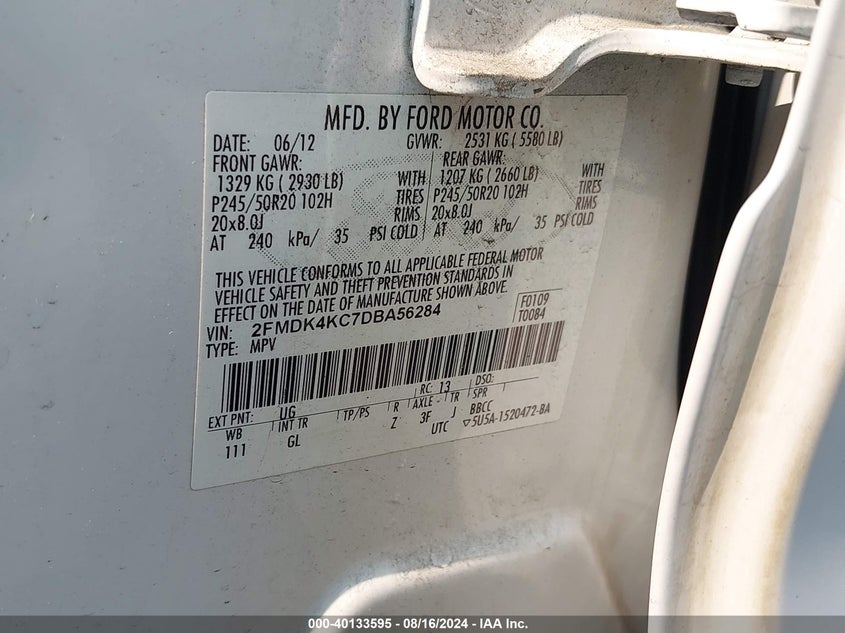 MFD. BY FORD MOTOR CO.
DATE: 06/12 GVWR: 2531 KG ( 5580 LB)
FRONT GAWR: REAR GAWR:
1329 KG ( 2930 LB) WITH 1207 KG ( 2660 LB) WITH
P245/50R20 102H TIRES P245/50R20 102H TIRES
20x8.0J RIMS 20x8.0J RIMS
AT 240 kPa/ 35 PSI COLD AT 240 kPa/ 35 PSI COLD
THIS VEHICLE CONFORMS TO ALL APPLICABLE FEDERAL MOTOR
VEHICLE SAFETY AND THEFT PREVENTION STANDARDS IN
EFFECT ON THE DATE OF MANUFACTURE SHOWN ABOVE.
VIN: 2FMDK4KC7DBA56284 F0109
TYPE: MPV T0084
EXT PNT: UG RC: 13 DSO:
WB INT TR TP/PS R AXLE - TR SPR
111 GL Z 3F J BBCC
UTC ▽5U5A-1520472-BA
000-40133595 - 08/16/2024 - US IAA, Inc.